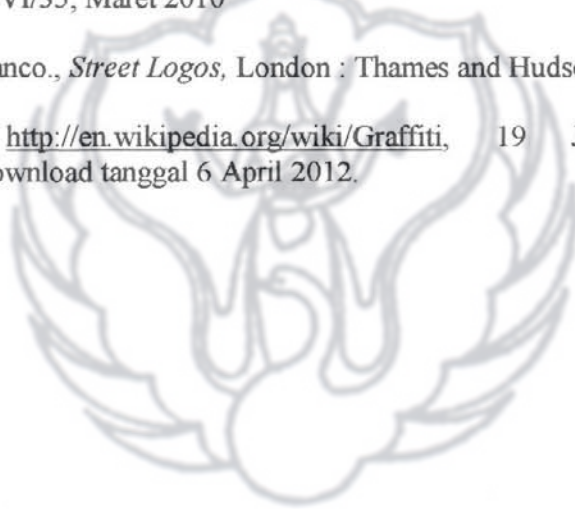 VI/35, Maret 2010
anco., Street Logos, London : Thames and Huds
http://en.wikipedia.org/wiki/Graffiti, 19
ownload tanggal 6 April 2012.